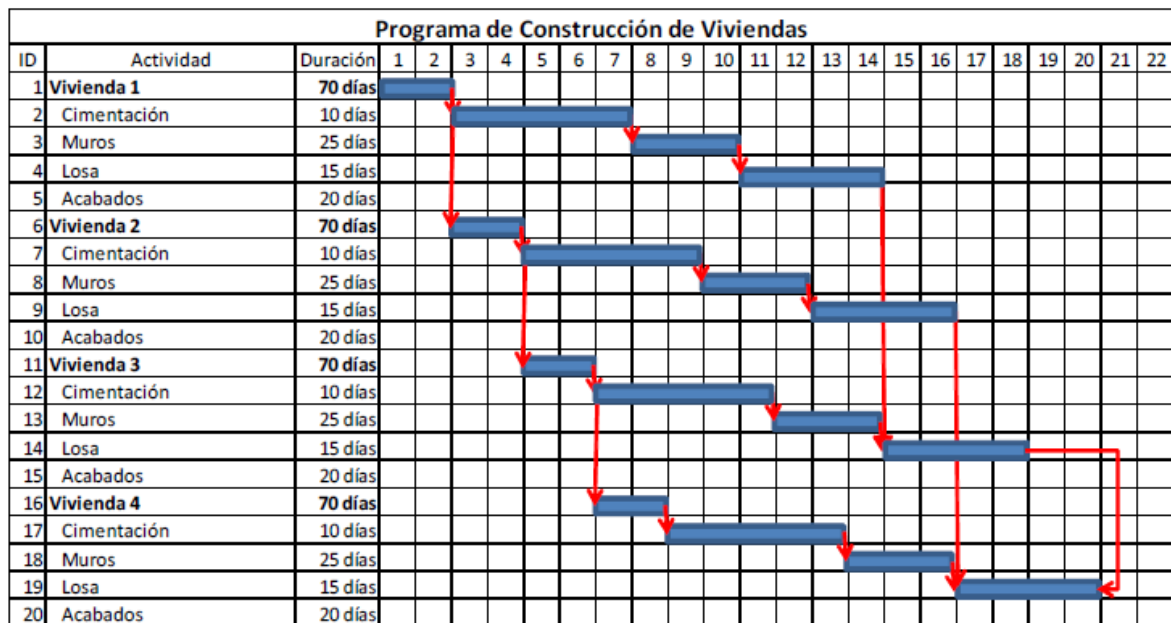 Programa de Construcción de Viviendas
ID Actividad Duración 1 2 3 4 5 6 7 8 9 10 11 12 13 14 15 16 17 18 19 20 21 22
1 Vivienda 1 70 días
2 Cimentación 10 días
3 Muros 25 días
4 Losa 15 días
5 Acabados 20 días
6 Vivienda 2 70 días
7 Cimentación 10 días
8 Muros 25 días
9 Losa 15 días
10 Acabados 20 días
11 Vivienda 3 70 días
12 Cimentación 10 días
13 Muros 25 días
14 Losa 15 días
15 Acabados 20 días
16 Vivienda 4 70 días
17 Cimentación 10 días
18 Muros 25 días
19 Losa 15 días
20 Acabados 20 días